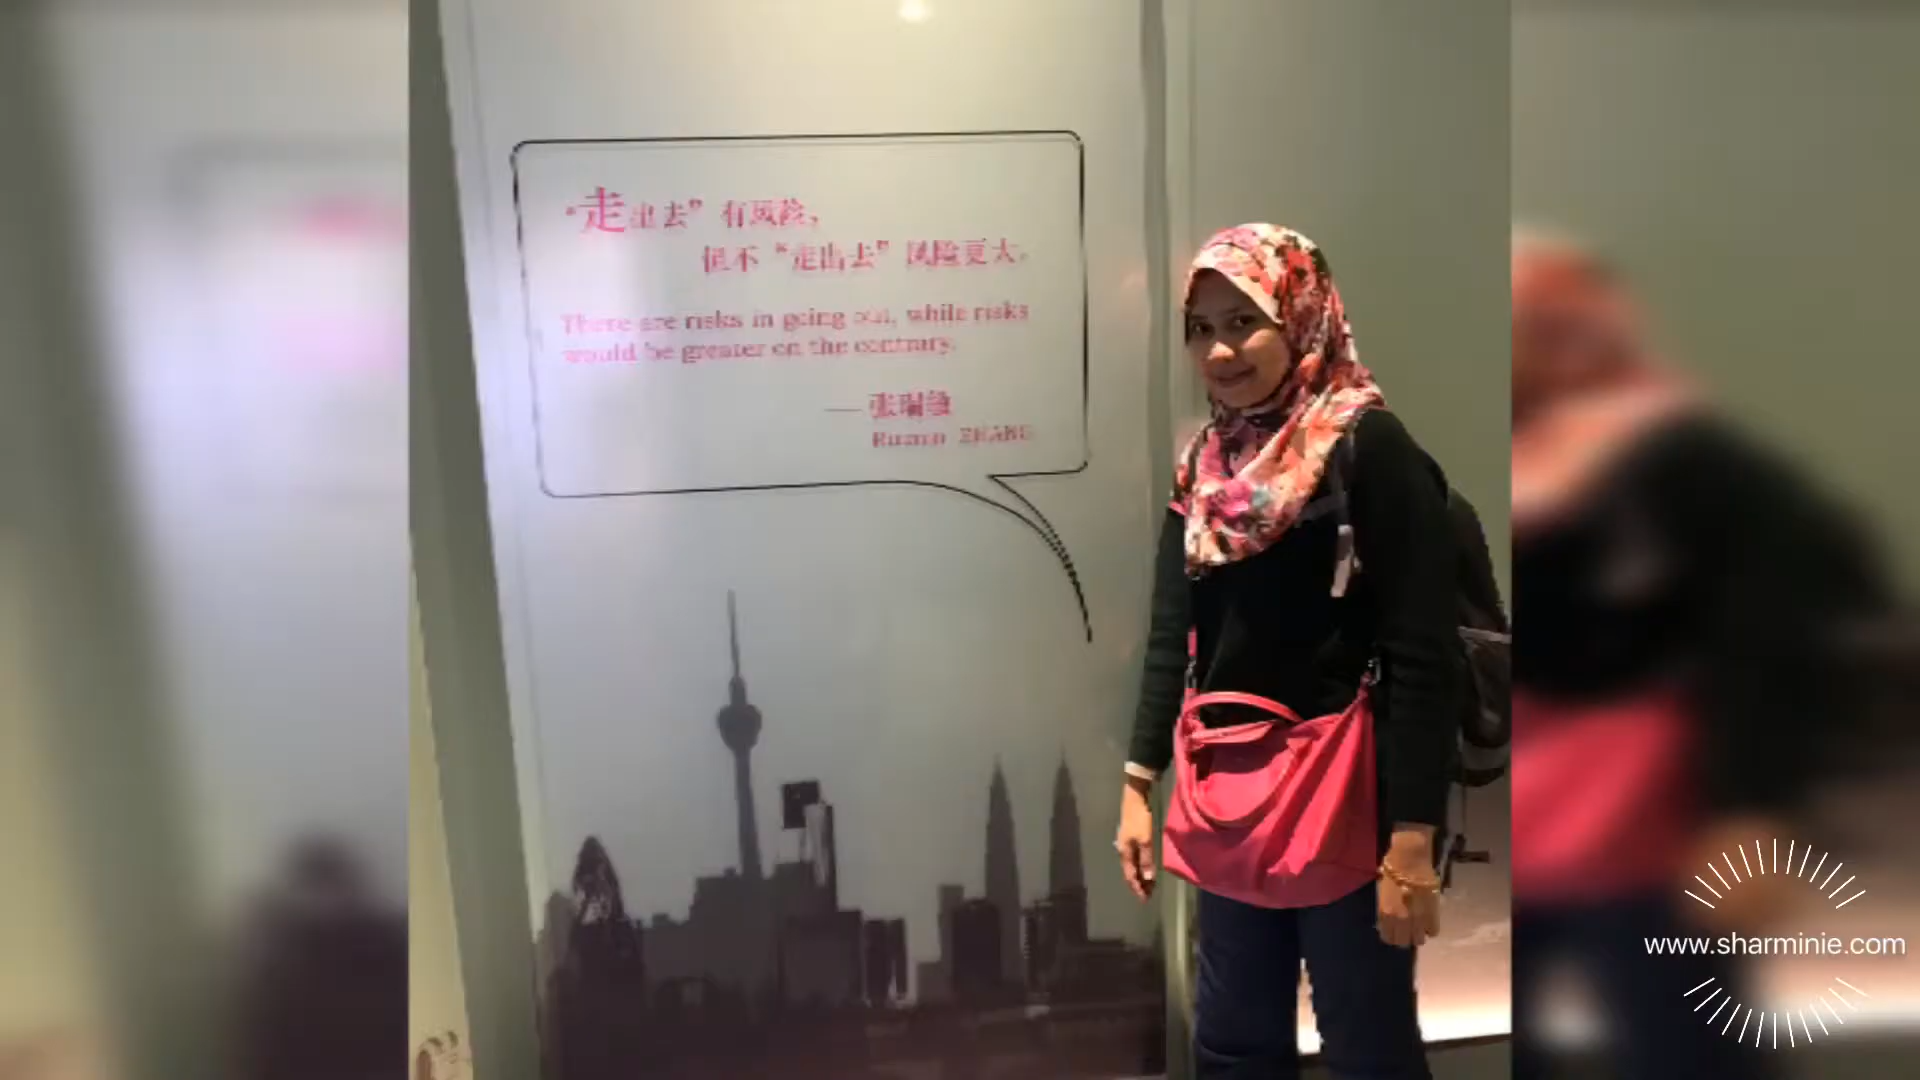 “走出去” 有风险，
但不 “走出去” 风险更大。
There are risks in going out, while risks
would be greater on the contrary.
— 张瑞敏
Ruimin ZHANG
www.sharminie.com